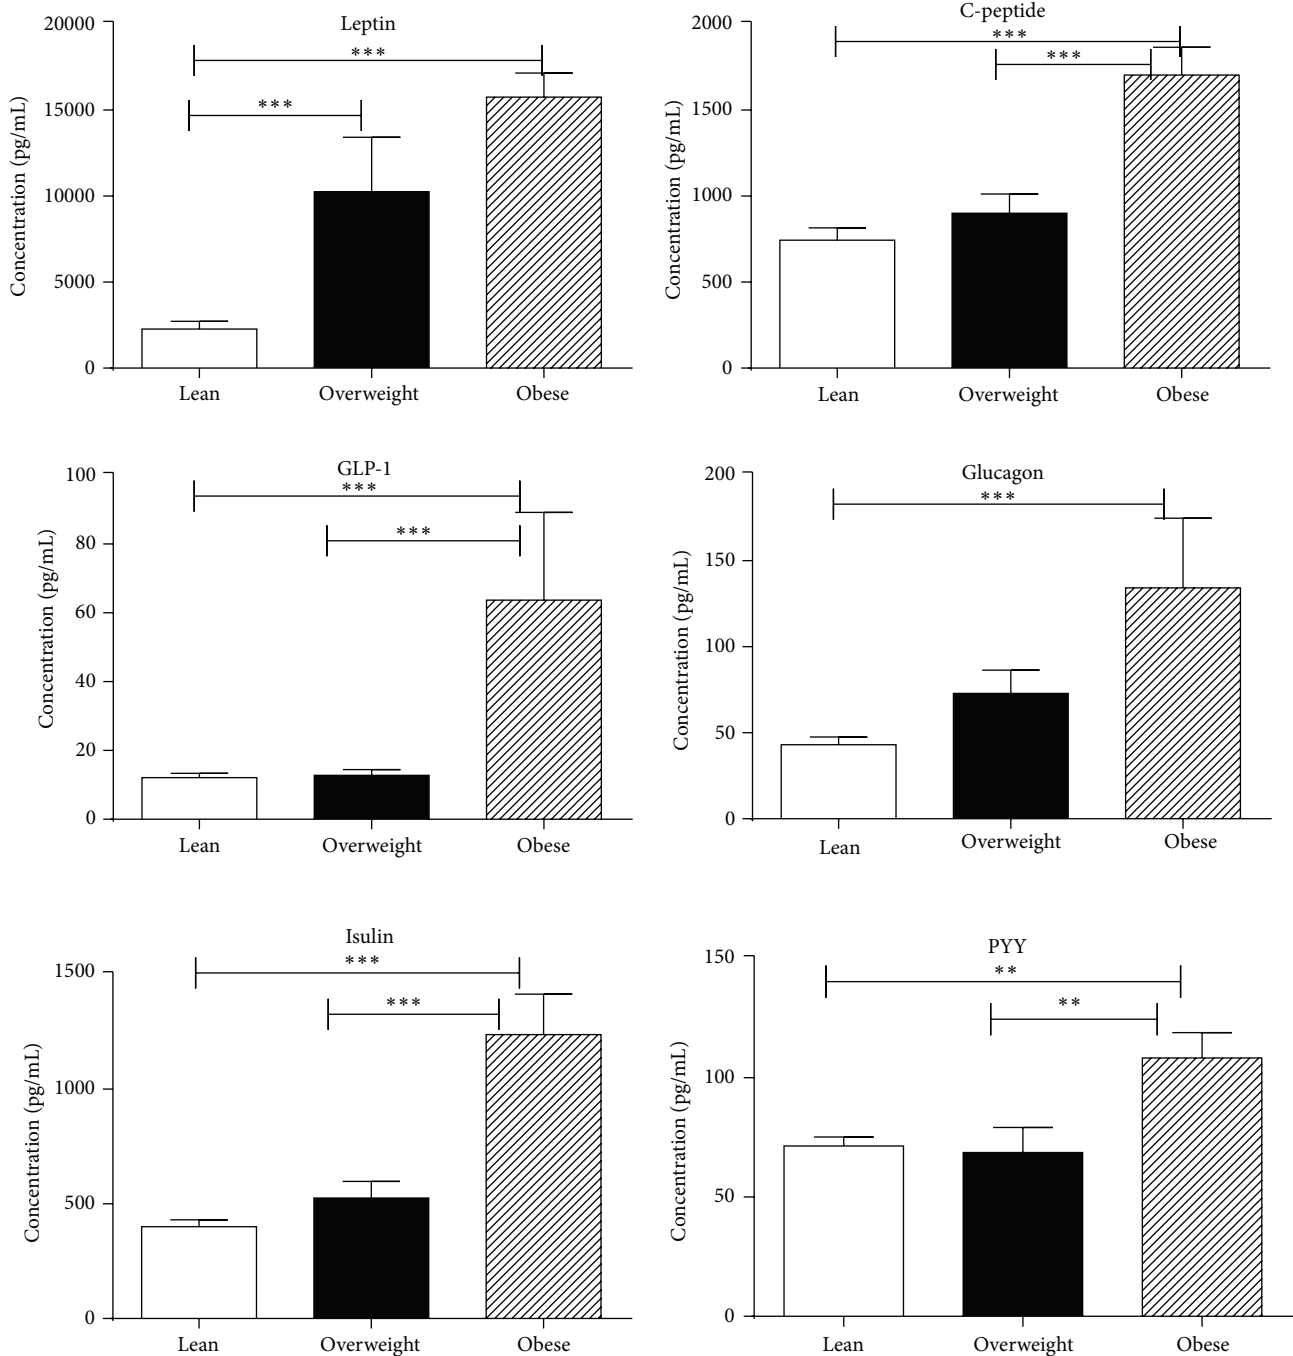 Leptin
***
***
Concentration (pg/mL)
20000
15000
10000
5000
0
Lean Overweight Obese
C-peptide
***
***
Concentration (pg/mL)
2000
1500
1000
500
0
Lean Overweight Obese
GLP-1
***
***
Concentration (pg/mL)
100
80
60
40
20
0
Lean Overweight Obese
Glucagon
***
Concentration (pg/mL)
200
150
100
50
0
Lean Overweight Obese
Isulin
***
***
Concentration (pg/mL)
1500
1000
500
0
Lean Overweight Obese
PYY
**
**
Concentration (pg/mL)
150
100
50
0
Lean Overweight Obese